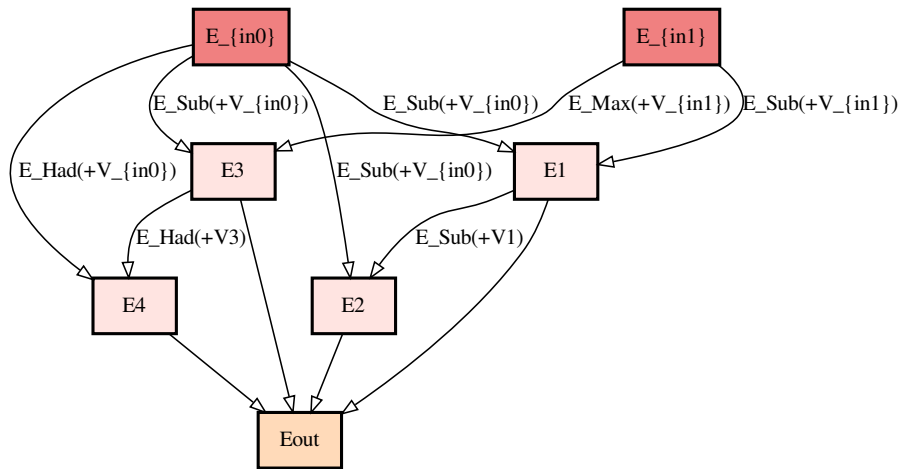 E_{in0}
E_{in1}
E_Sub(+V_{in0})
E_Sub(+V_{in0})
E_Max(+V_{in1})
E_Sub(+V_{in1})
E_Had(+V_{in0})
E3
E_Sub(+V_{in0})
E1
E_Had(+V3)
E_Sub(+V1)
E4
E2
Eout